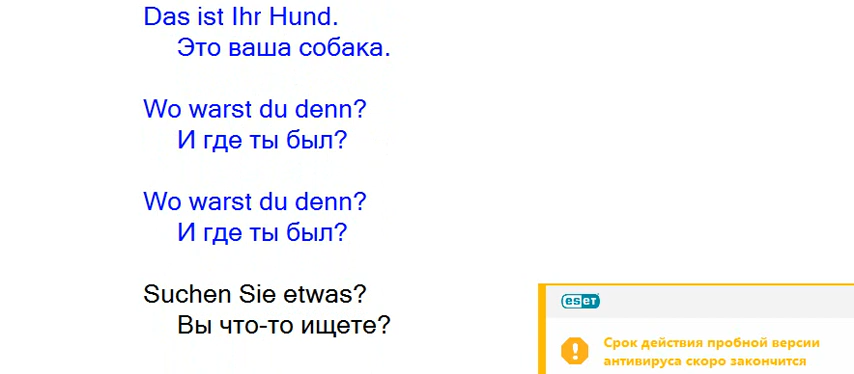 Das ist Ihr Hund.
Это ваша собака.
Wo warst du denn?
И где ты был?
Wo warst du denn?
И где ты был?
Suchen Sie etwas?
Вы что-то ищете?
eset
Срок действия пробной версии
антивируса скоро закончится